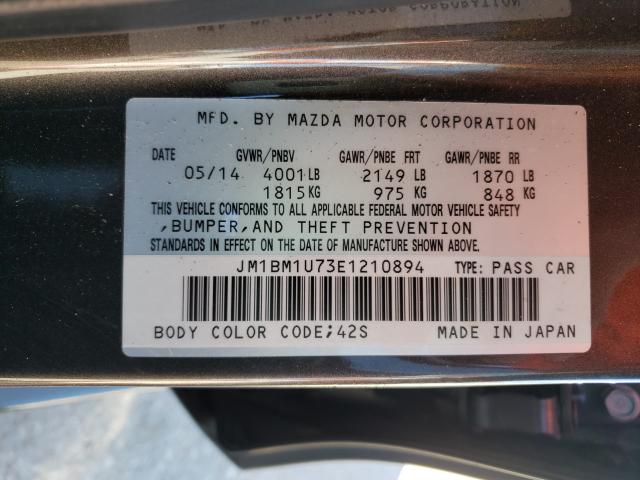 MFD. BY MAZDA MOTOR CORPORATION
DATE GVWR/PNBV GAWR/PNBE FRT GAWR/PNBE RR
05/14 4001 LB 2149 LB 1870 LB
1815 KG 975 KG 848 KG
THIS VEHICLE CONFORMS TO ALL APPLICABLE FEDERAL MOTOR VEHICLE SAFETY
,BUMPER,AND THEFT PREVENTION
STANDARDS IN EFFECT ON THE DATE OF MANUFACTURE SHOWN ABOVE.
JM1BM1U73E1210894 TYPE: PASS CAR
BODY COLOR CODE;42S MADE IN JAPAN